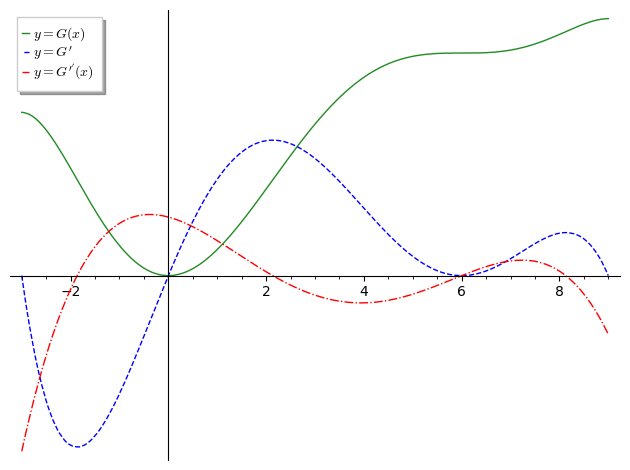 y = G(x)
y = G′
y = G′′(x)
−2 2 4 6 8